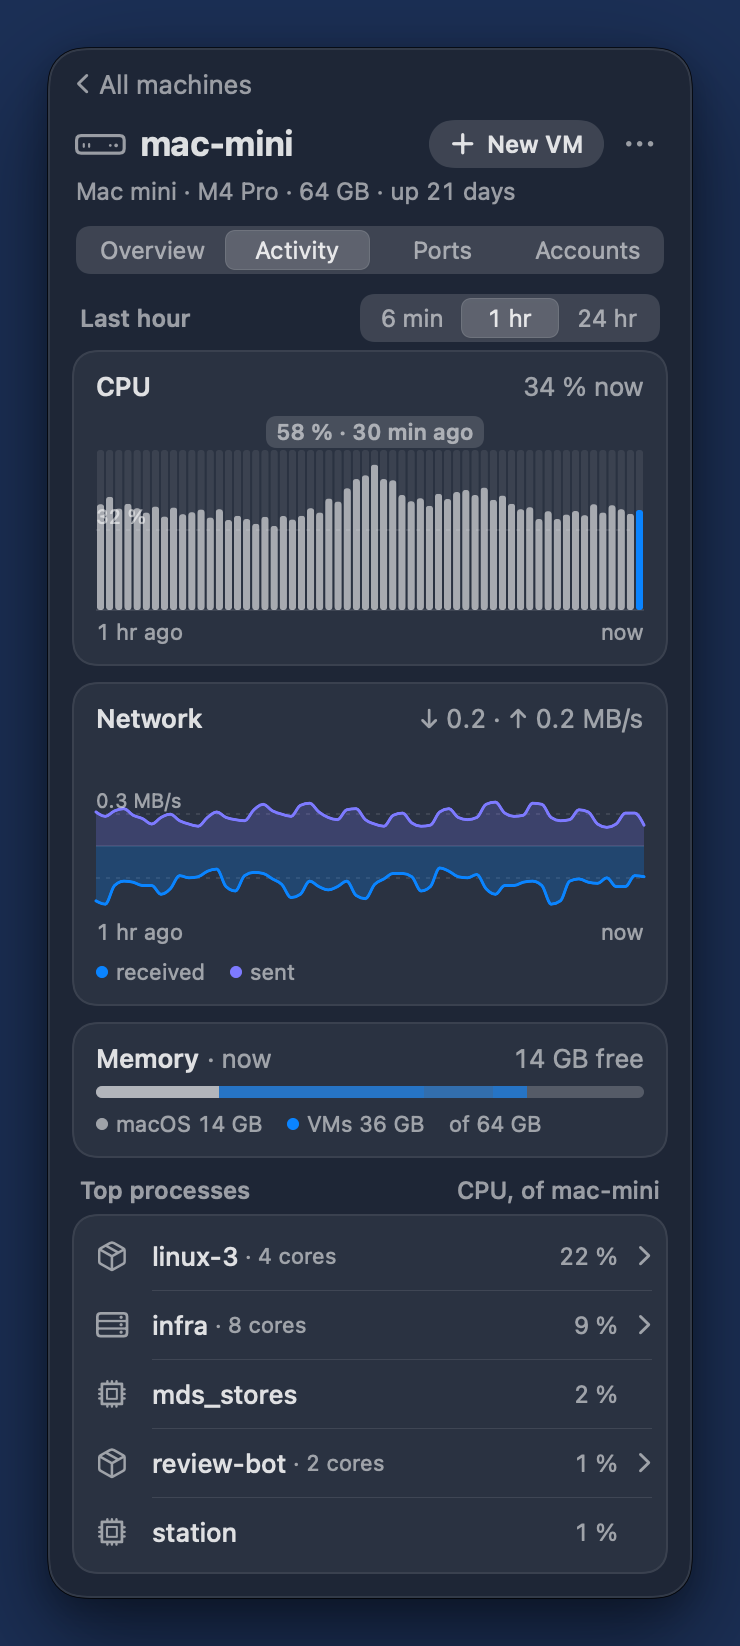 All machines
mac-mini
New VM
Mac mini · M4 Pro · 64 GB · up 21 days
Overview Activity Ports Accounts
Last hour
6 min 1 hr 24 hr
CPU
34 % now
58 % · 30 min ago
32 %
1 hr ago now
Network
↓ 0.2 · ↑ 0.2 MB/s
0.3 MB/s
1 hr ago now
received sent
Memory · now
14 GB free
macOS 14 GB VMs 36 GB of 64 GB
Top processes
CPU, of mac-mini
linux-3 · 4 cores 22 %
infra · 8 cores 9 %
mds_stores 2 %
review-bot · 2 cores 1 %
station 1 %